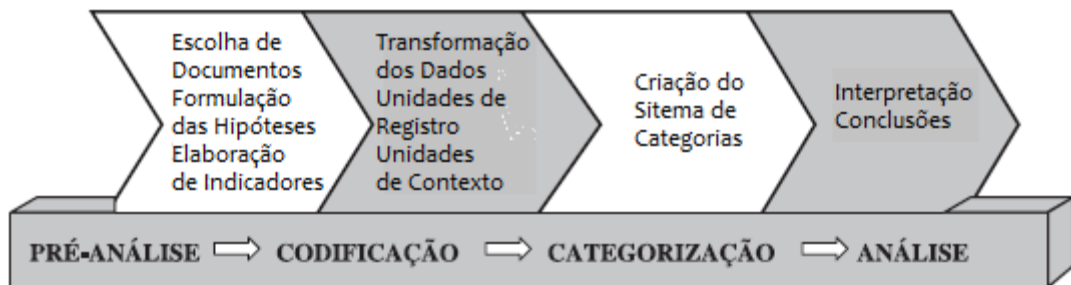 Escolha de
Documentos
Formulação
das Hipóteses
Elaboração
de Indicadores
Transformação
dos Dados
Unidades de
Registro
Unidades
de Contexto
Criação do
Sitema de
Categorias
Interpretação
Conclusões
PRÉ-ANÁLISE
CODIFICAÇÃO
CATEGORIZAÇÃO
ANÁLISE